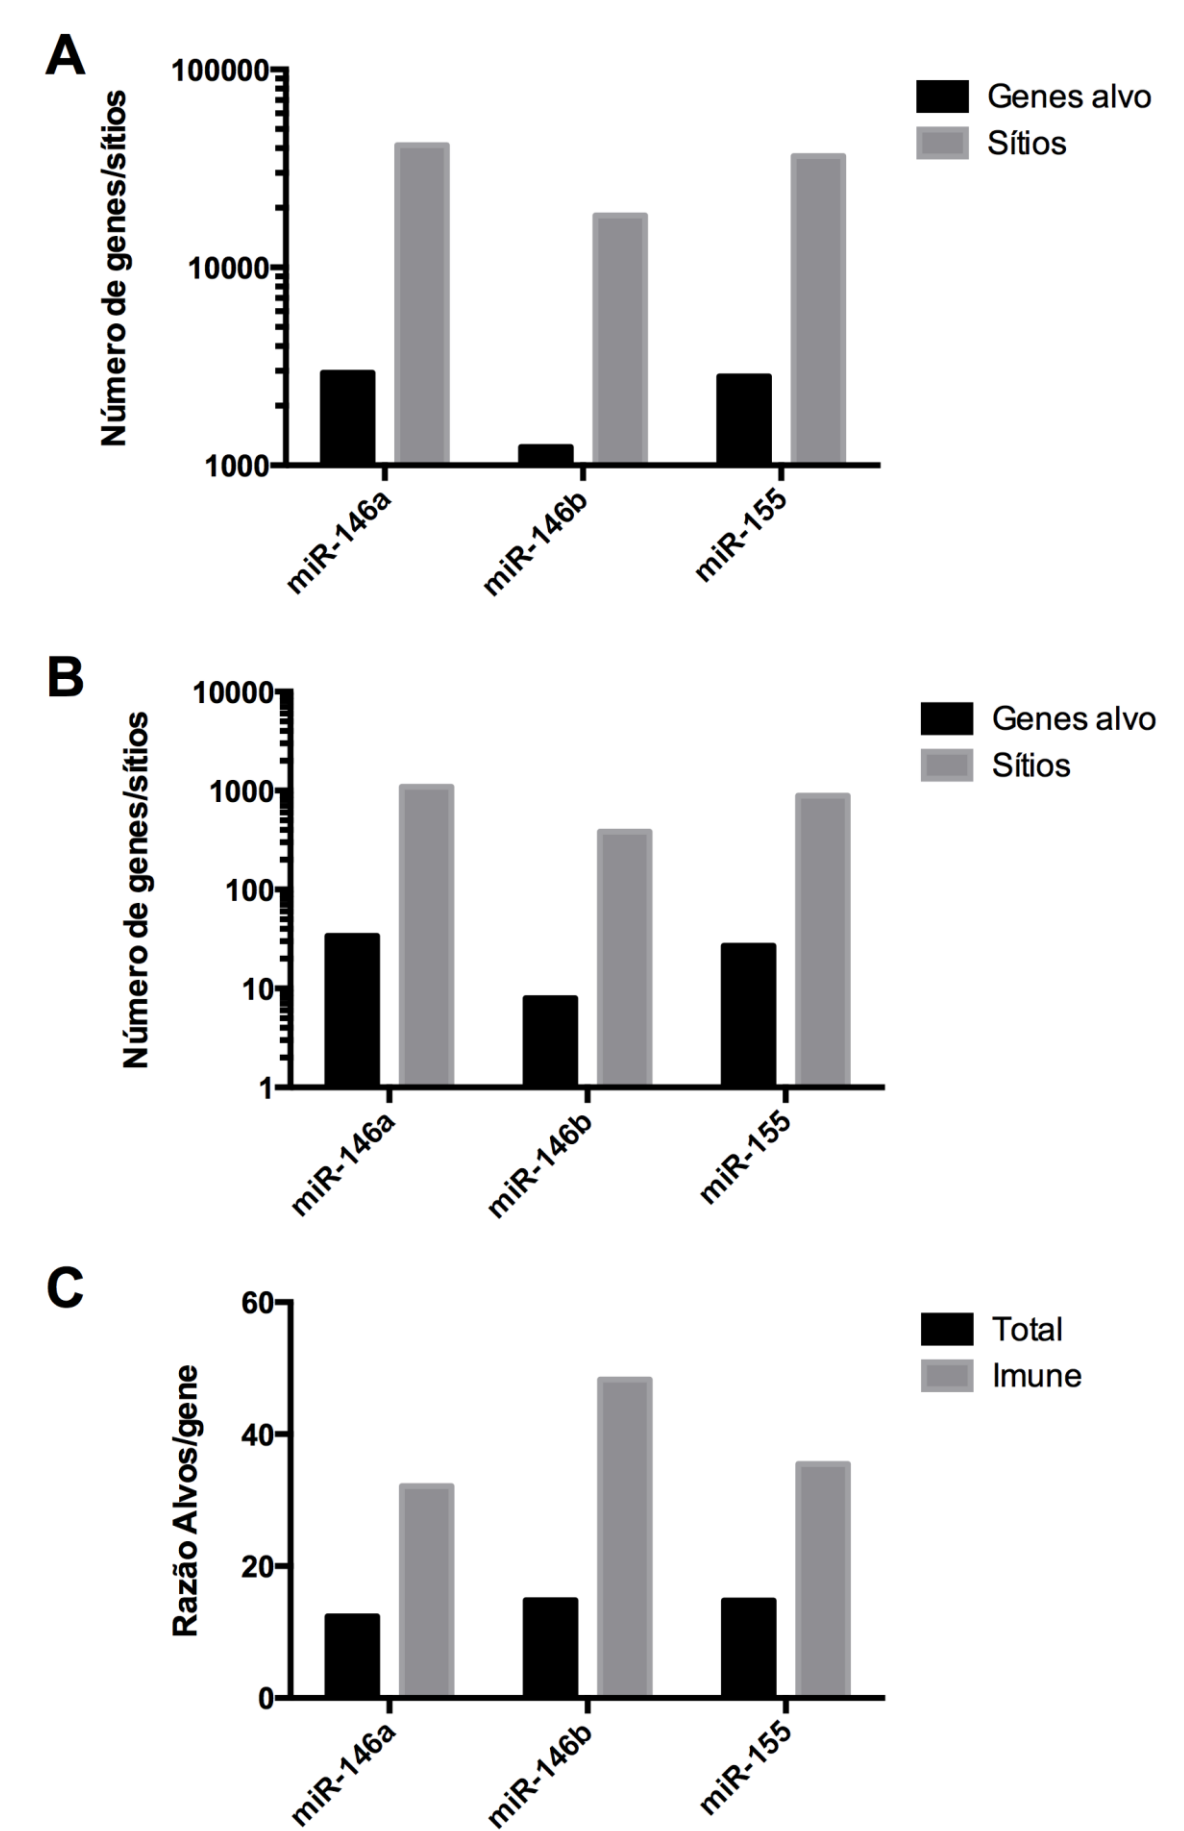 A
Número de genes/sítios
100000
10000
1000
miR-146a
miR-146b
miR-155
Genes alvo
Sítios
B
Número de genes/sítios
10000
1000
100
10
1
miR-146a
miR-146b
miR-155
Genes alvo
Sítios
C
Razão Alvos/gene
60
40
20
0
miR-146a
miR-146b
miR-155
Total
Imune